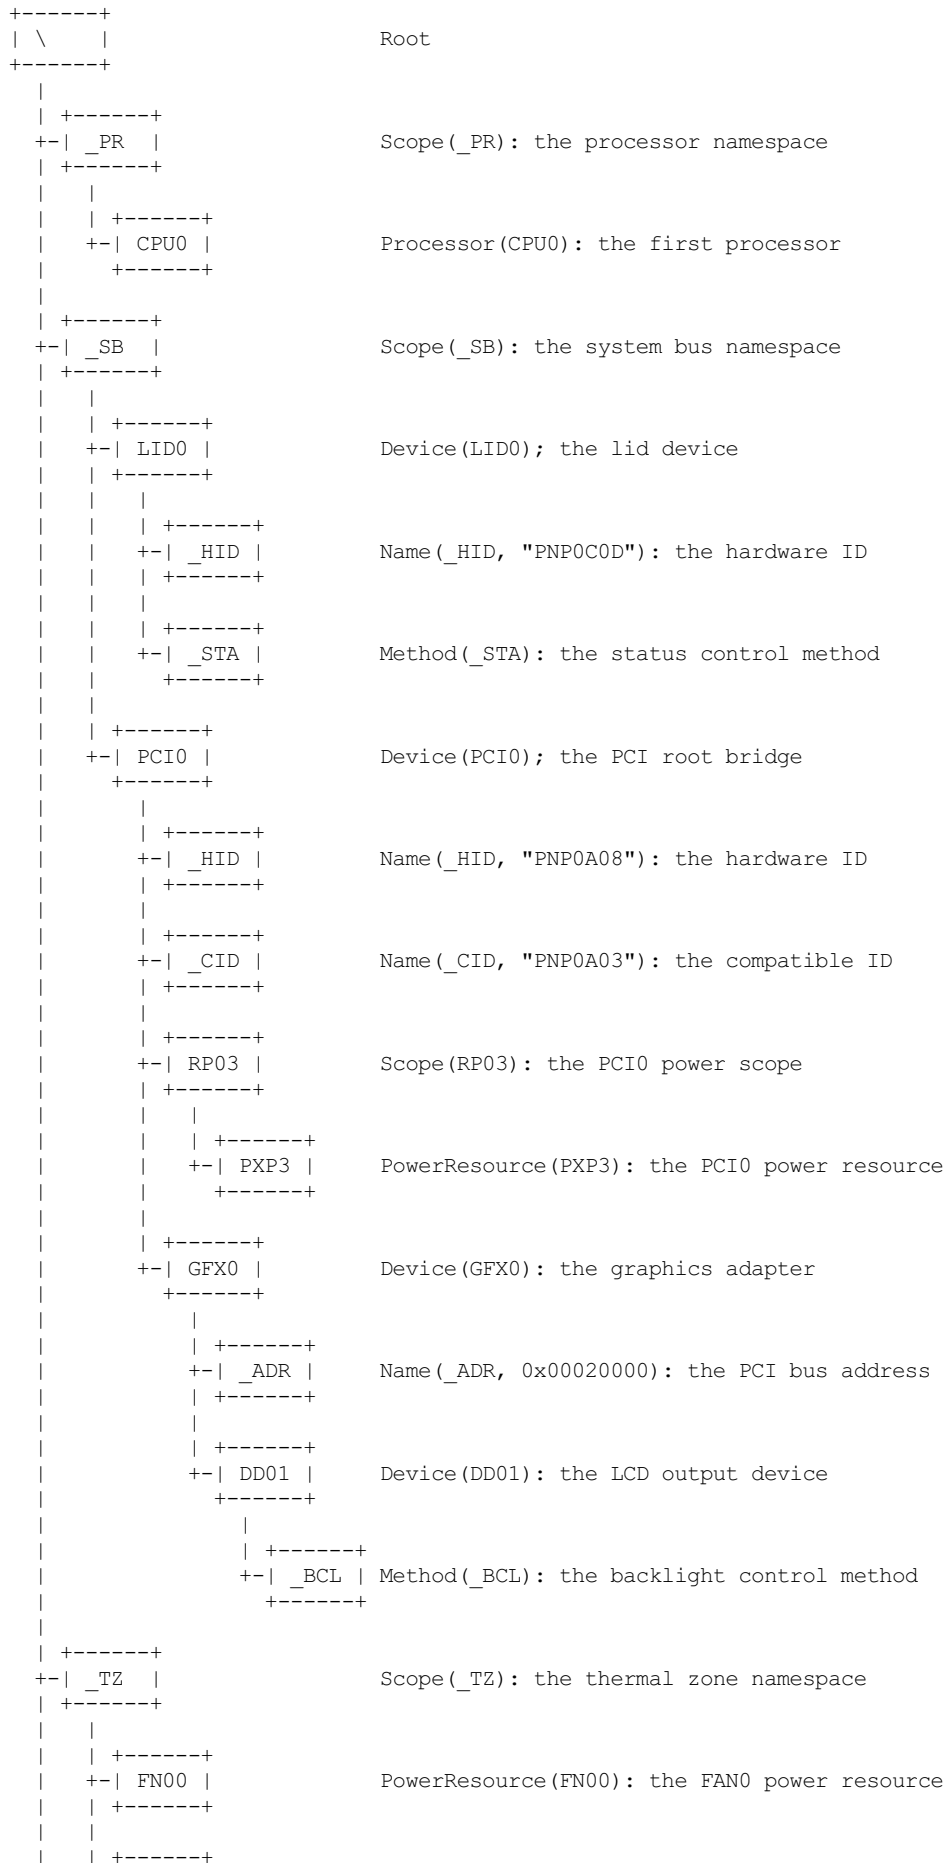 +------+
| \    |                     Root
+------+
  |
  | +------+
  +-| _PR  |                 Scope(_PR): the processor namespace
  | +------+
  |   |
  |   | +------+
  |   +-| CPU0 |             Processor(CPU0): the first processor
  |     +------+
  |
  | +------+
  +-| _SB  |                 Scope(_SB): the system bus namespace
  | +------+
  |   |
  |   | +------+
  |   +-| LID0 |             Device(LID0); the lid device
  |   | +------+
  |   |   |
  |   |   | +------+
  |   |   +-| _HID |         Name(_HID, "PNP0C0D"): the hardware ID
  |   |   | +------+
  |   |   |
  |   |   | +------+
  |   |   +-| _STA |         Method(_STA): the status control method
  |   |     +------+
  |   |
  |   | +------+
  |   +-| PCI0 |             Device(PCI0); the PCI root bridge
  |     +------+
  |       |
  |       | +------+
  |       +-| _HID |         Name(_HID, "PNP0A08"): the hardware ID
  |       | +------+
  |       |
  |       | +------+
  |       +-| _CID |         Name(_CID, "PNP0A03"): the compatible ID
  |       | +------+
  |       |
  |       | +------+
  |       +-| RP03 |         Scope(RP03): the PCI0 power scope
  |       | +------+
  |       |   |
  |       |   | +------+
  |       |   +-| PXP3 |     PowerResource(PXP3): the PCI0 power resource
  |       |     +------+
  |       |
  |       | +------+
  |       +-| GFX0 |         Device(GFX0): the graphics adapter
  |         +------+
  |           |
  |           | +------+
  |           +-| _ADR |     Name(_ADR, 0x00020000): the PCI bus address
  |           | +------+
  |           |
  |           | +------+
  |           +-| DD01 |     Device(DD01): the LCD output device
  |             +------+
  |               |
  |               | +------+
  |               +-| _BCL | Method(_BCL): the backlight control method
  |                 +------+
  |
  | +------+
  +-| _TZ  |                 Scope(_TZ): the thermal zone namespace
  | +------+
  |   |
  |   | +------+
  |   +-| FN00 |             PowerResource(FN00): the FAN0 power resource
  |   | +------+
  |   |
  |   | +------+